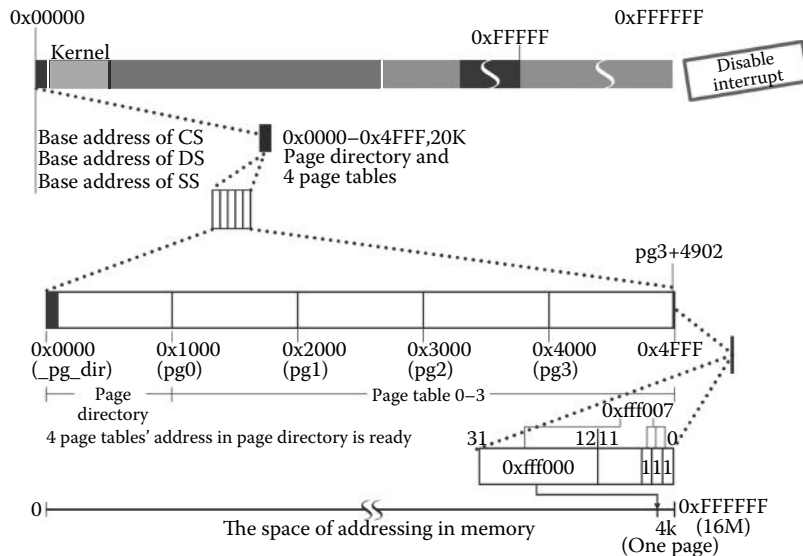 0x00000
0xFFFFFF
Kernel
0xFFFFF
Disable
interrupt
Base address of CS
Base address of DS
Base address of SS
0x0000–0x4FFF,20K
Page directory and
4 page tables
pg3+4902
0x0000
(_pg_dir)
0x1000
(pg0)
0x2000
(pg1)
0x3000
(pg2)
0x4000
(pg3)
0x4FFF
Page
directory
Page table 0–3
4 page tables’ address in page directory is ready
0xfff007
31
12
11
0
0xfff000
1
1
1
0
The space of addressing in memory
4k
(One page)
0xFFFFFF
(16M)